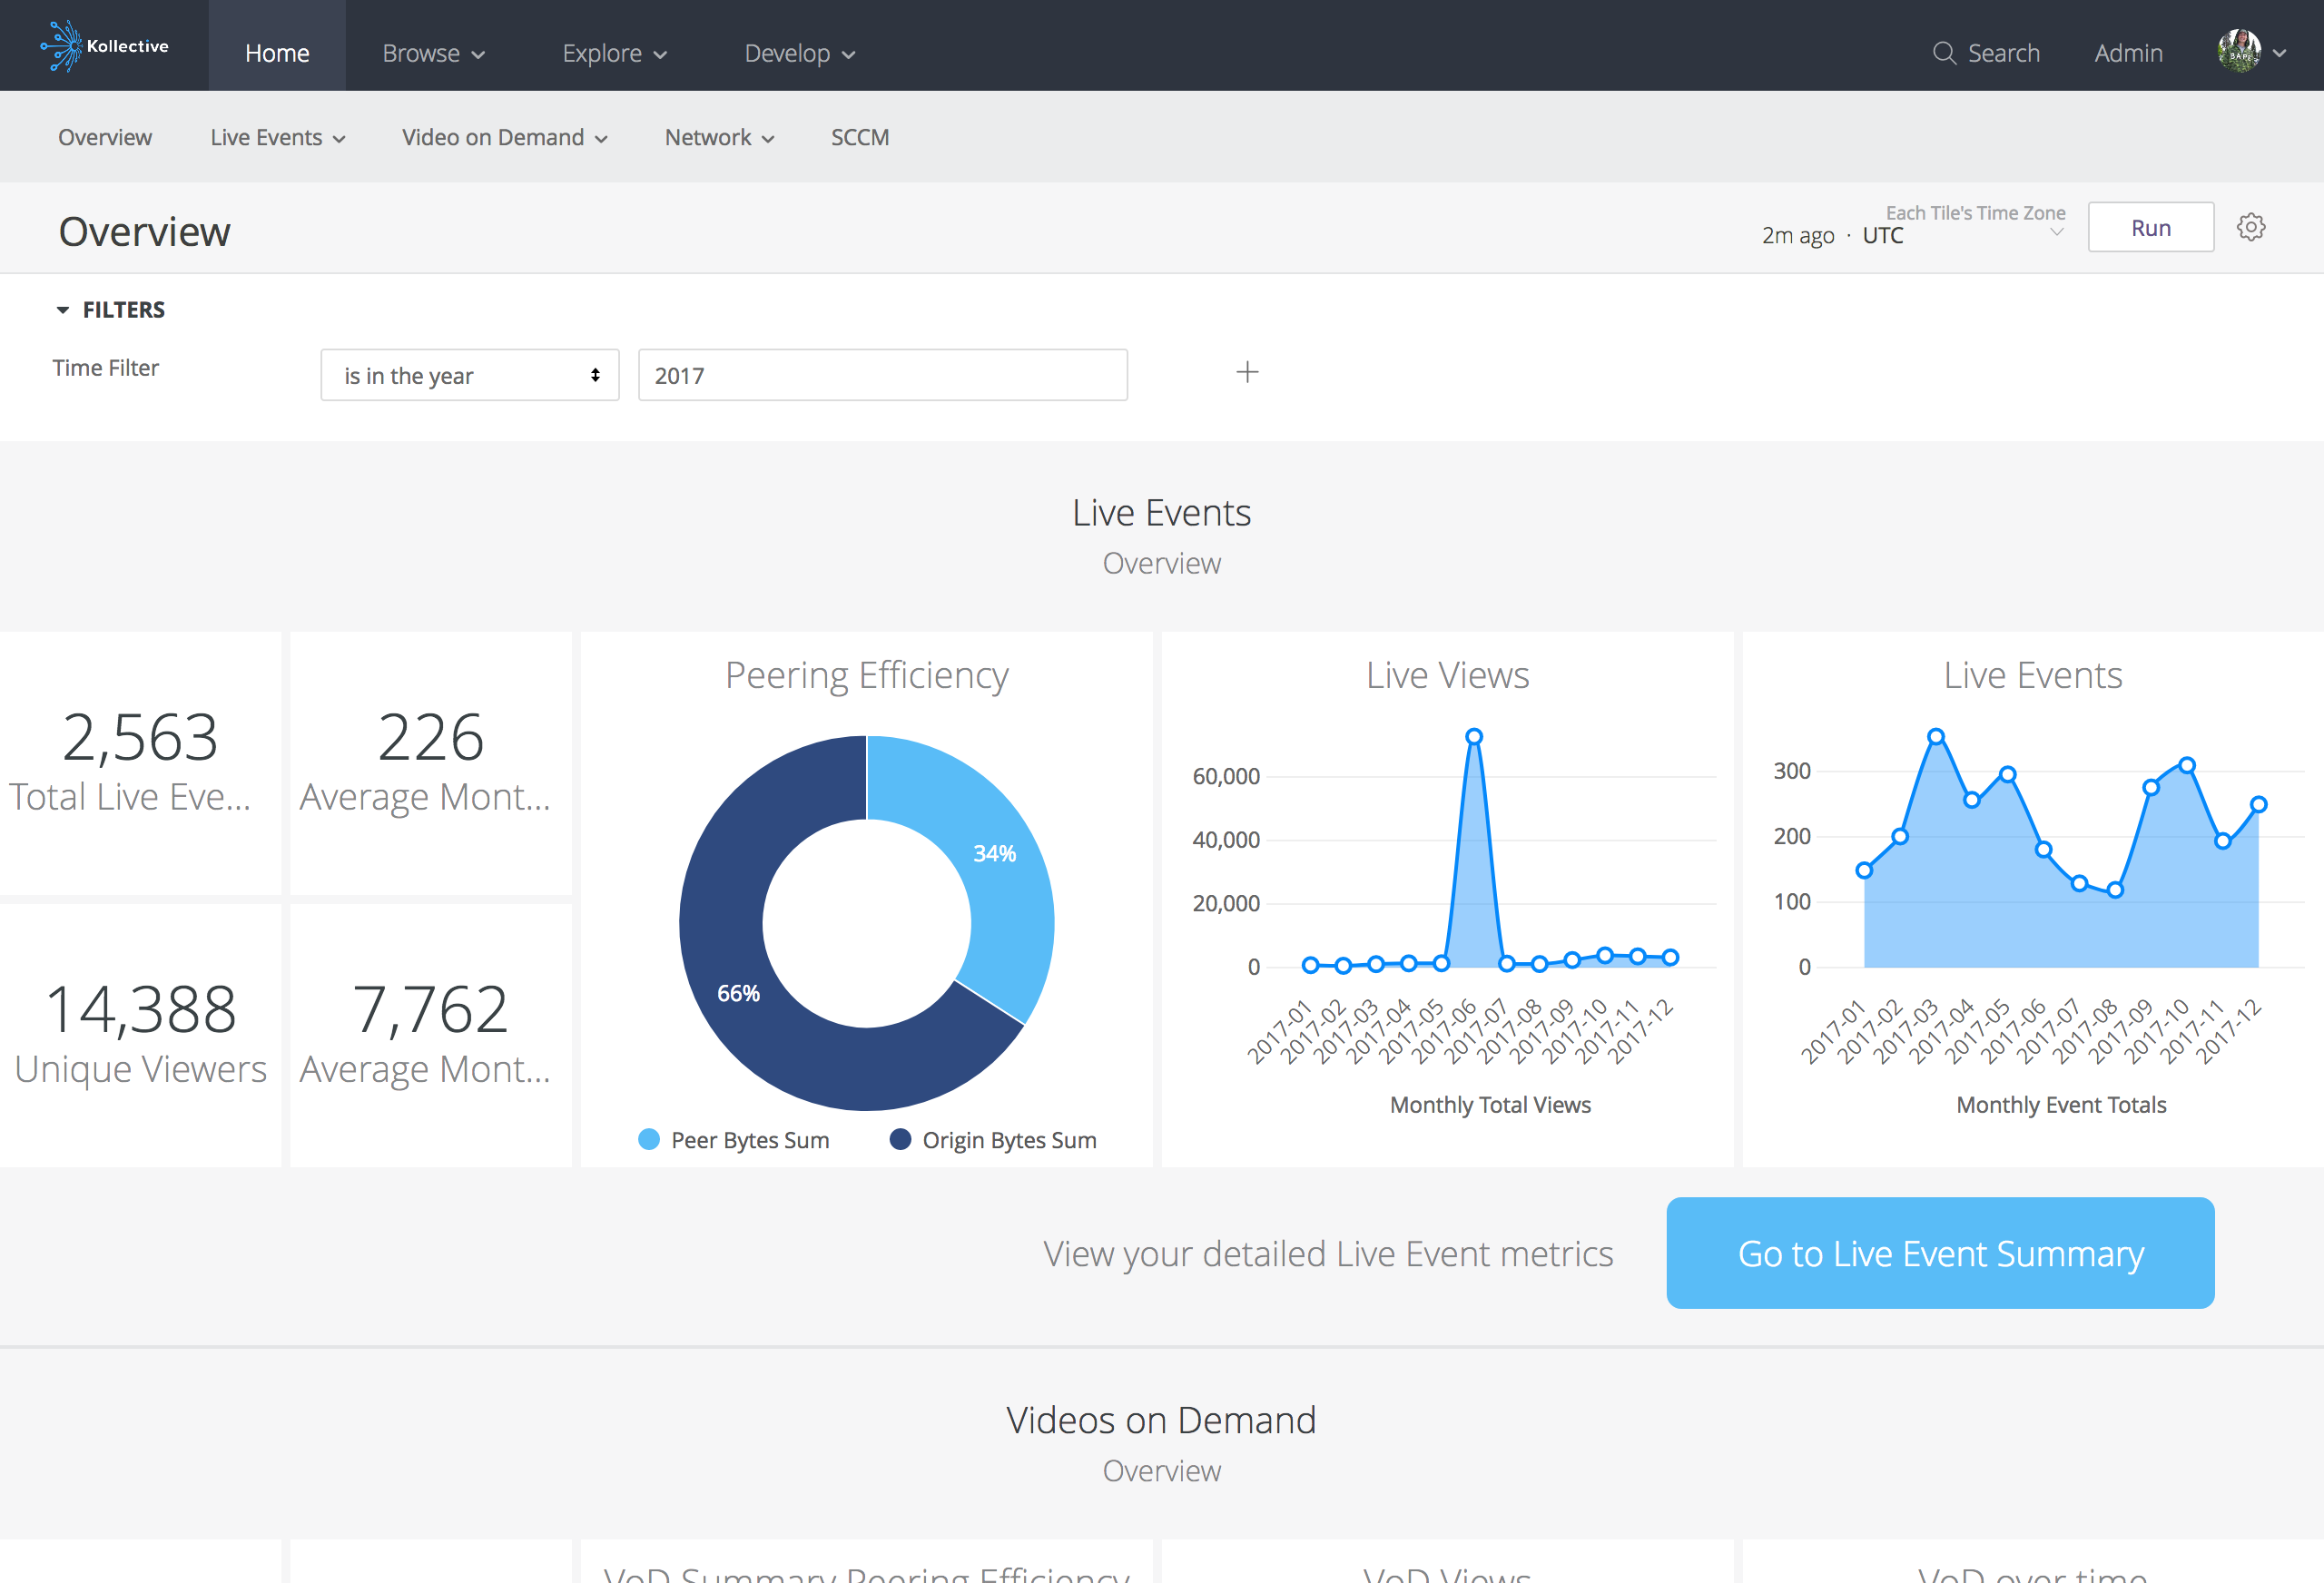 Kollective
Home
Browse
Explore
Develop
Search
Admin
Overview
Live Events
Video on Demand
Network
SCCM
Overview
Each Tile's Time Zone
2m ago · UTC
Run
FILTERS
Time Filter
is in the year
2017
Live Events
Overview
2,563
Total Live Eve...
226
Average Mont...
14,388
Unique Viewers
7,762
Average Mont...
Peering Efficiency
34%
66%
Peer Bytes Sum
Origin Bytes Sum
Live Views
60,000
40,000
20,000
0
2017-01
2017-02
2017-03
2017-04
2017-05
2017-06
2017-07
2017-08
2017-09
2017-10
2017-11
2017-12
Monthly Total Views
Live Events
300
200
100
0
2017-01
2017-02
2017-03
2017-04
2017-05
2017-06
2017-07
2017-08
2017-09
2017-10
2017-11
2017-12
Monthly Event Totals
View your detailed Live Event metrics
Go to Live Event Summary
Videos on Demand
Overview
VoD Summary Peering Efficiency
VoD Views
VoD over time